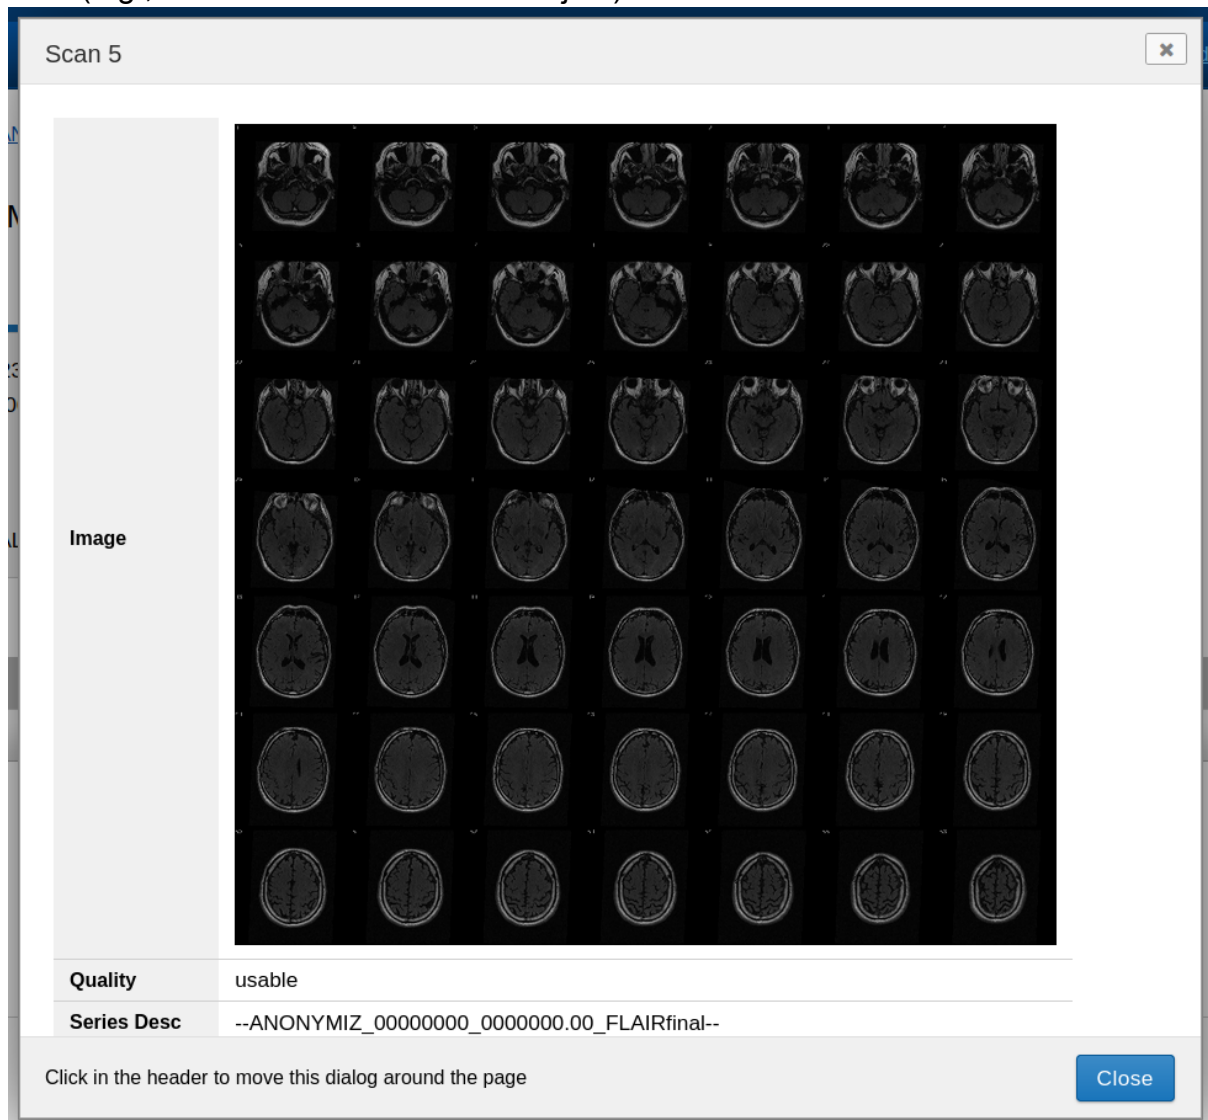 Scan 5
Image
Quality usable
Series Desc --ANONYMIZ_00000000_0000000.00_FLAIRfinal--
Click in the header to move this dialog around the page
Close